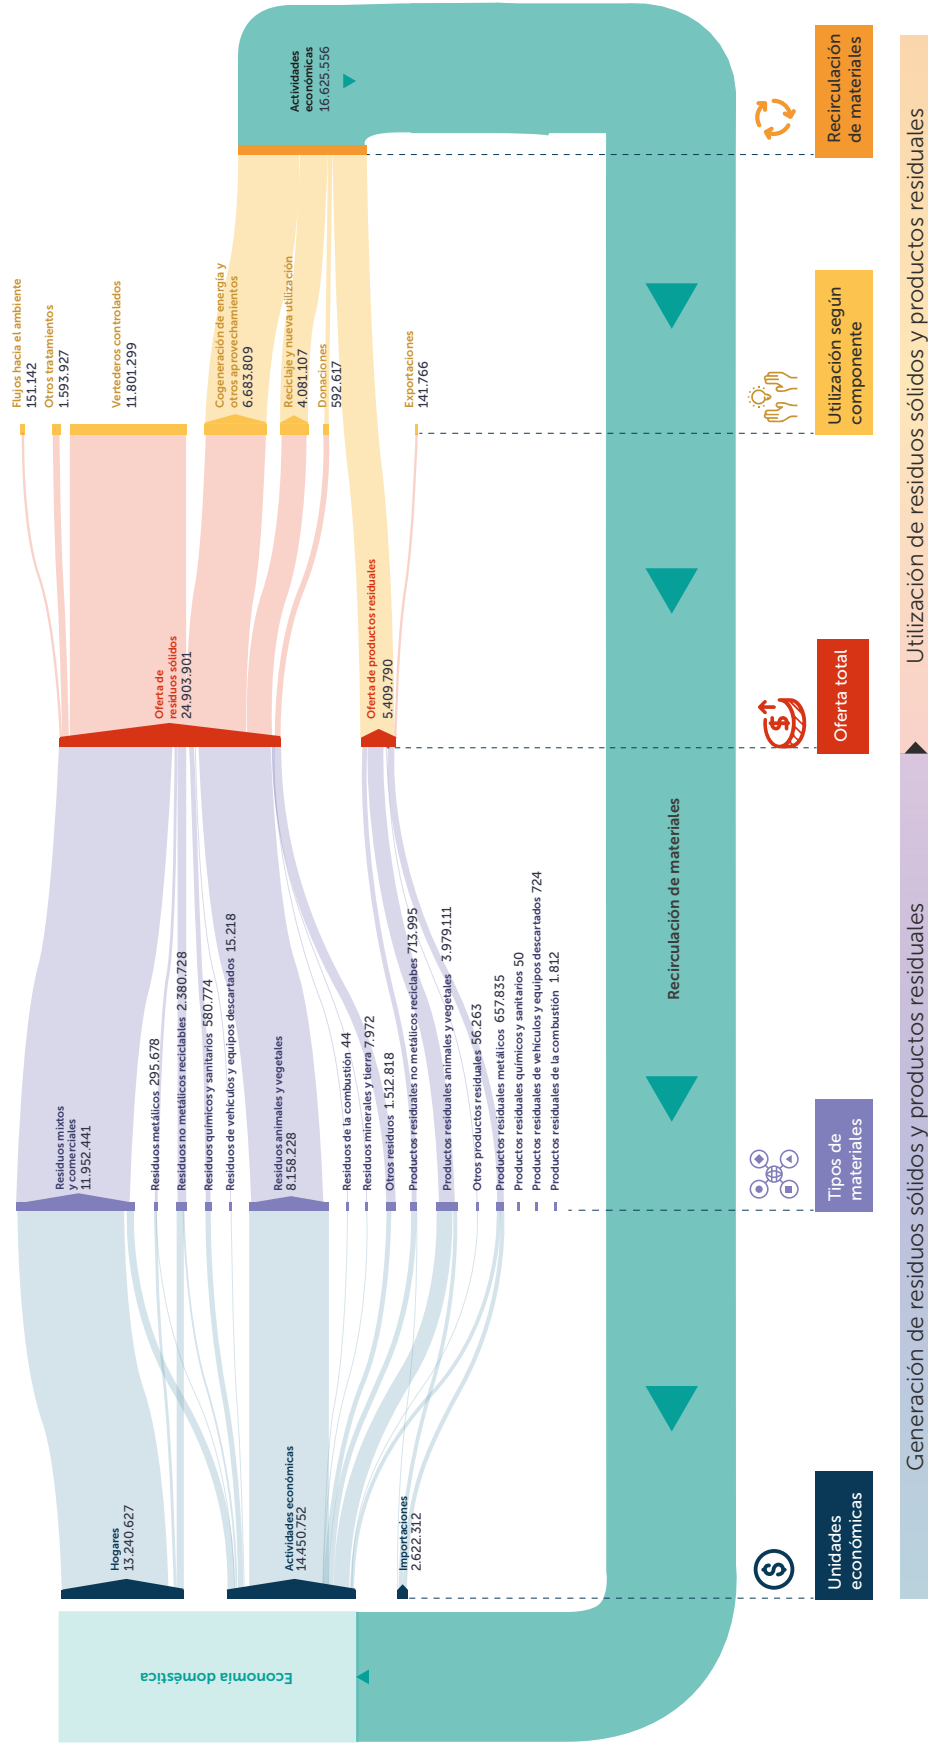 Economía doméstica
Hogares
13.240.627
Actividades económicas
14.450.752
Importaciones
2.622.312
Residuos mixtos
y comerciales
11.952.441
Residuos metálicos 295.678
Residuos no metálicos reciclables 2.380.728
Residuos químicos y sanitarios 580.774
Residuos de vehículos y equipos descartados 15.218
Residuos animales y vegetales
8.158.228
Residuos de la combustión 44
Residuos minerales y tierra 7.972
Otros residuos 1.512.818
Productos residuales no metálicos reciclabes 713.995
Productos residuales animales y vegetales 3.979.111
Otros productos residuales 56.263
Productos residuales metálicos 657.835
Productos residuales químicos y sanitarios 50
Productos residuales de vehículos y equipos descartados 724
Productos residuales de la combustión 1.812
Oferta de
residuos sólidos
24.903.901
Oferta de productos residuales
5.409.790
Flujos hacia el ambiente
151.142
Otros tratamientos
1.593.927
Vertederos controlados
11.801.299
Cogeneración de energía y
otros aprovechamientos
6.683.809
Reciclaje y nueva utilización
4.081.107
Donaciones
592.617
Exportaciones
141.766
Actividades
económicas
16.625.556
Recirculación de materiales
Unidades
económicas
Tipos de
materiales
Oferta total
Utilización según
componente
Recirculación
de materiales
Generación de residuos sólidos y productos residuales
Utilización de residuos sólidos y productos residuales